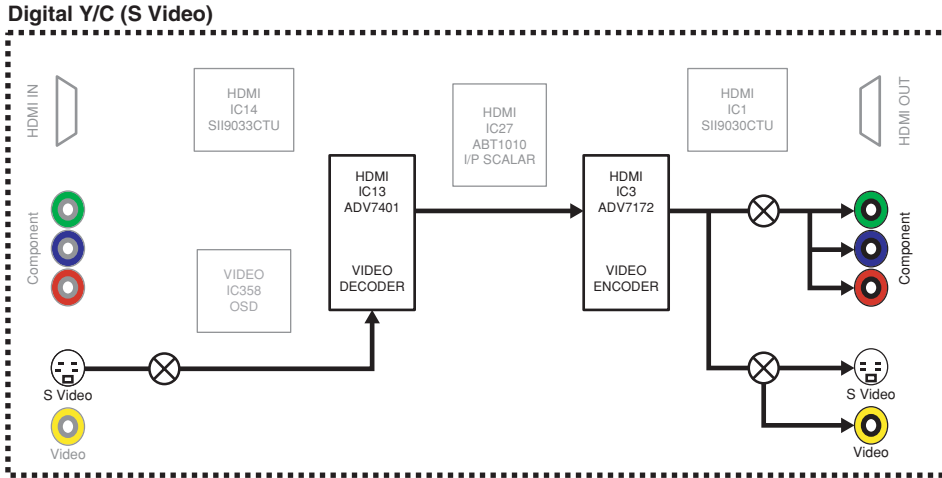 Digital Y/C (S Video)
HDMI IN
HDMI
IC14
SII9033CTU
HDMI
IC27
ABT1010
I/P SCALAR
HDMI
IC1
SII9030CTU
HDMI OUT
Component
VIDEO
IC358
OSD
HDMI
IC13
ADV7401
VIDEO
DECODER
HDMI
IC3
ADV7172
VIDEO
ENCODER
Component
S Video
Video
S Video
Video